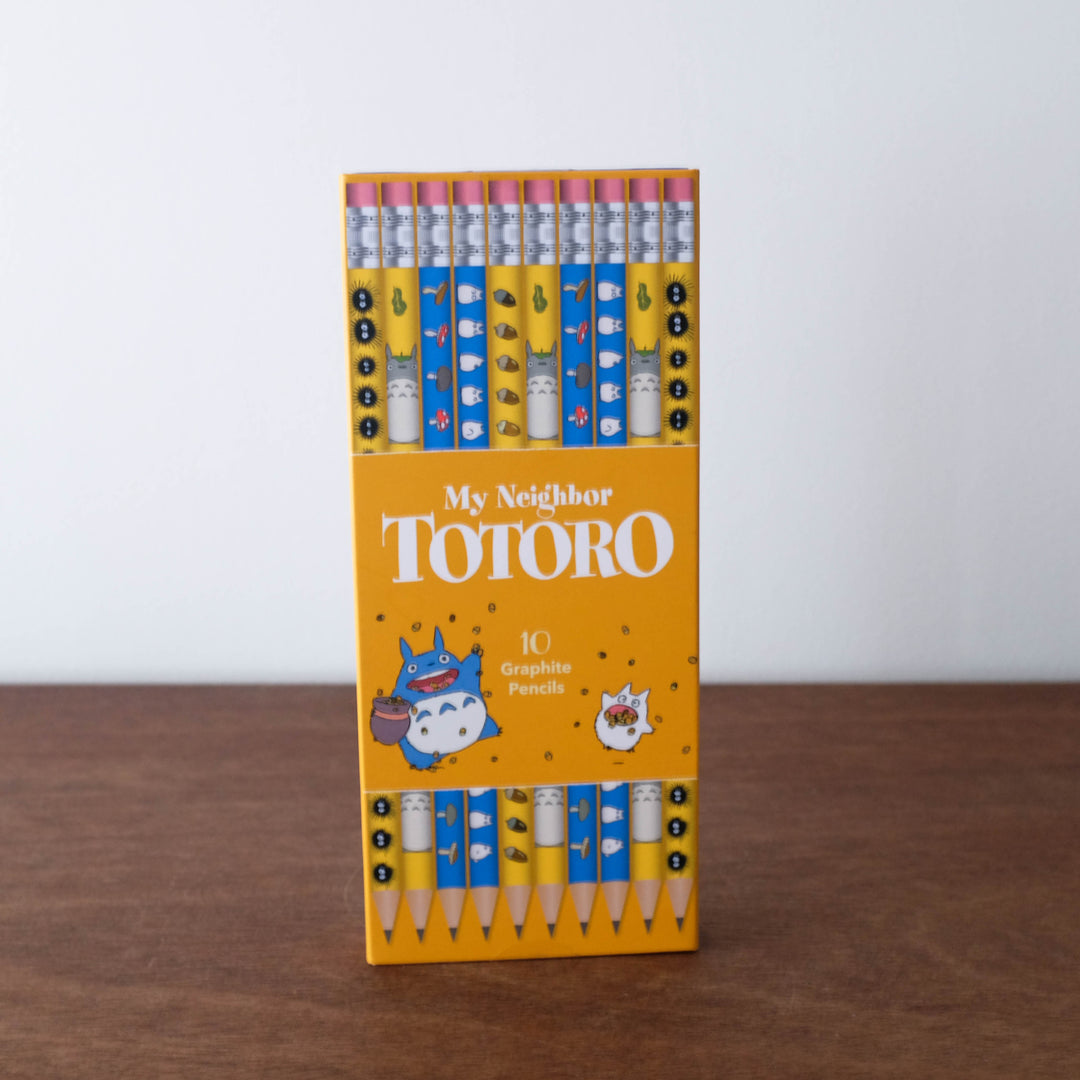 My Neighbor
TOTORO
10
Graphite
Pencils